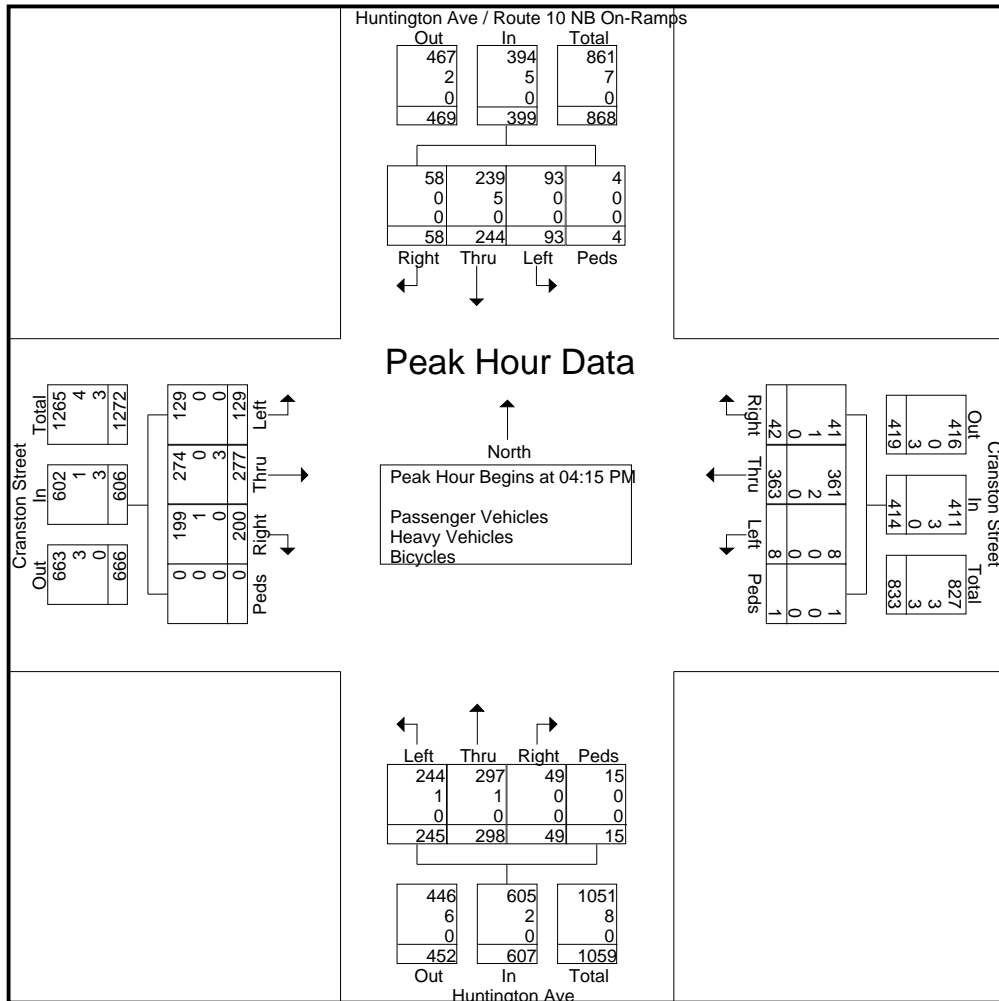 Huntington Ave / Route 10 NB On-Ramps
Out In Total
467 394 861
2 5 7
0 0 0
469 399 868
58 239 93 4
0 5 0 0
0 0 0 0
58 244 93 4
Right Thru Left Peds
Peak Hour Data
North
Peak Hour Begins at 04:15 PM
Passenger Vehicles
Heavy Vehicles
Bicycles
Cranston Street
Out In Total
663 602 1265
3 1 4
0 3 3
666 606 1272
Peds Right Thru Left
0 199 274 129
0 1 0 0
0 0 3 0
0 200 277 129
Cranston Street
Out In Total
416 411 827
0 3 3
3 0 3
419 414 833
Right Thru Left Peds
41 361 8 1
1 2 0 0
0 0 0 0
42 363 8 1
Left Thru Right Peds
244 297 49 15
1 1 0 0
0 0 0 0
245 298 49 15
446 605 1051
6 2 8
0 0 0
452 607 1059
Out In Total
Huntington Ave